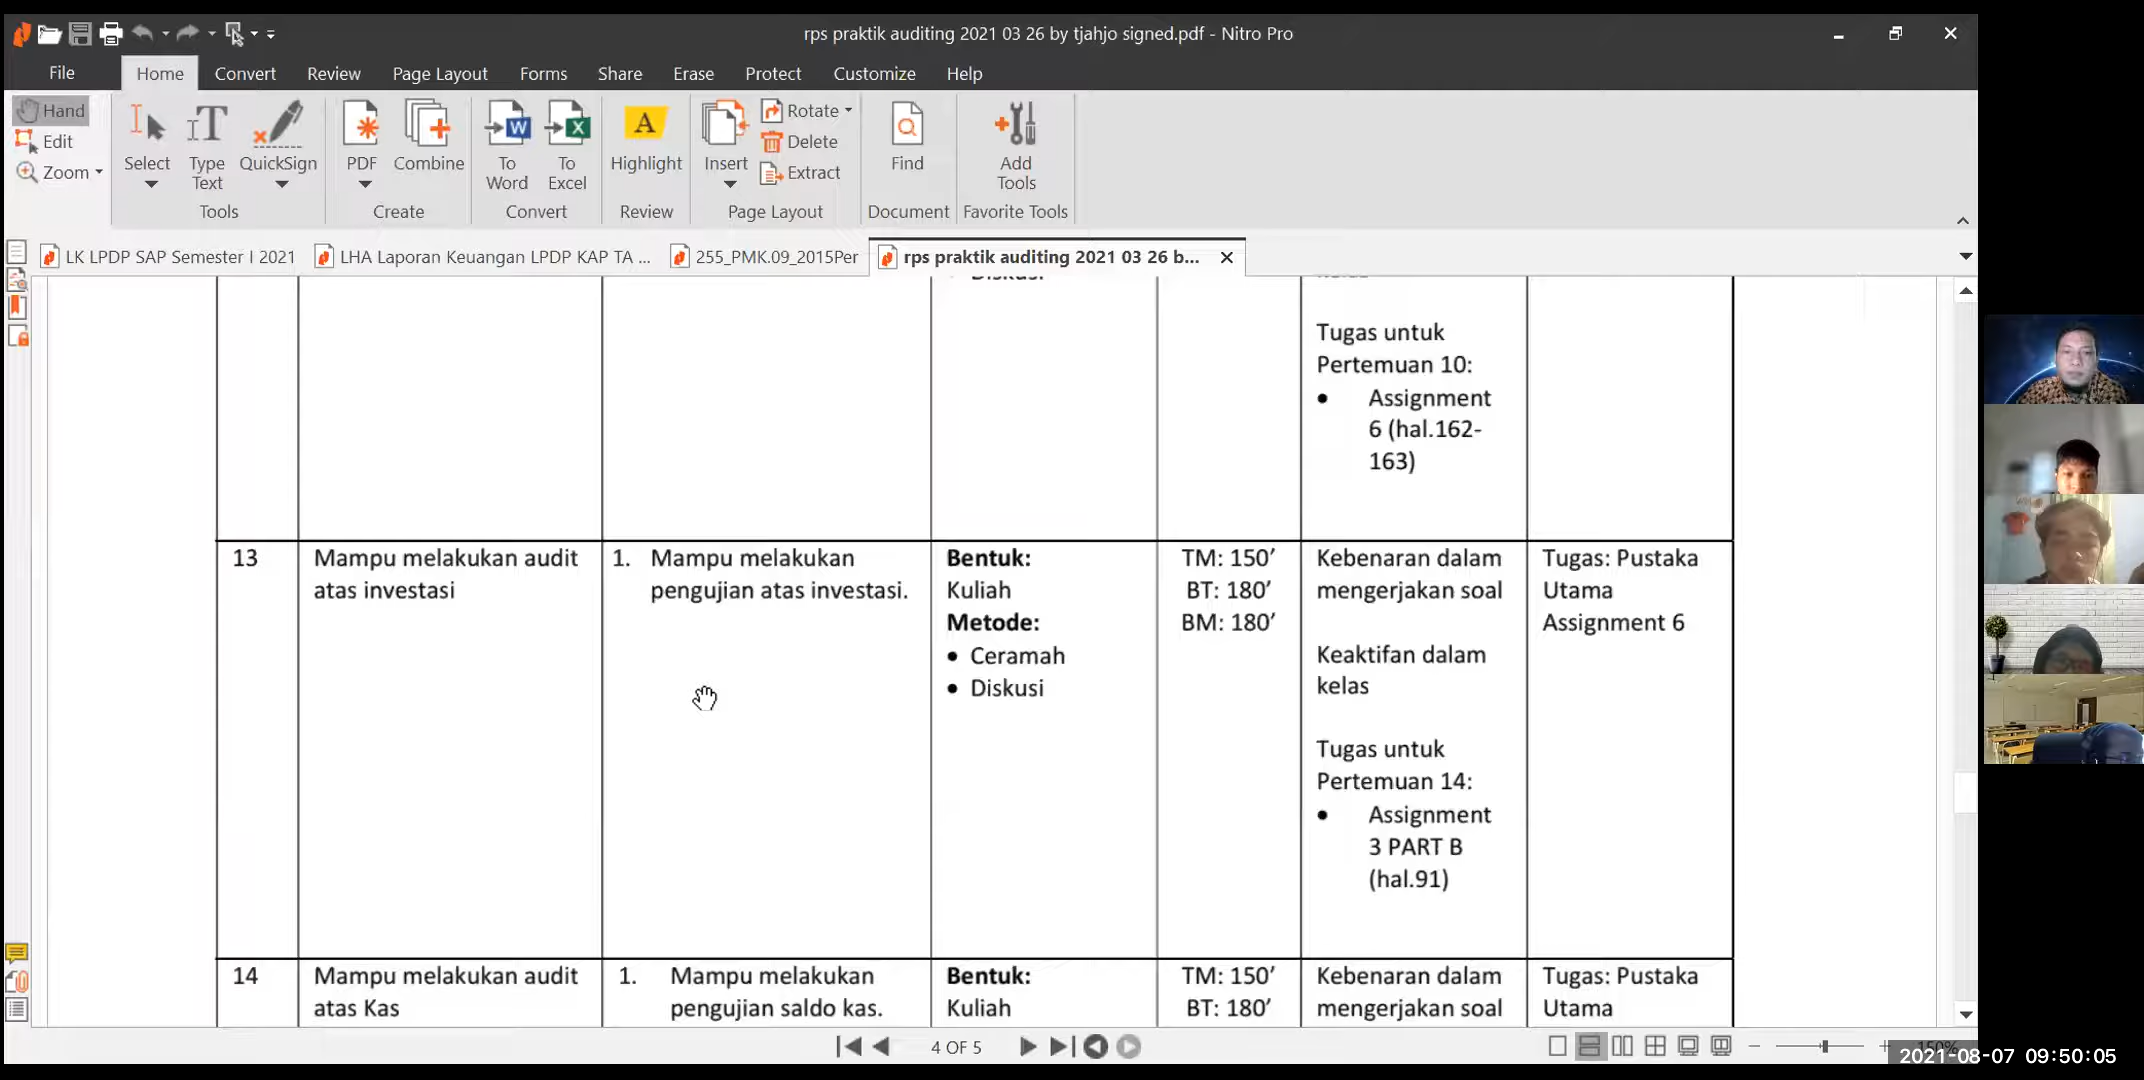 rps praktik auditing 2021 03 26 by tjahjo signed.pdf - Nitro Pro
File Home Convert Review Page Layout Forms Share Erase Protect Customize Help
Hand
Edit
Zoom
Select
Type Text
QuickSign
Tools
PDF
Combine
Create
To Word
To Excel
Convert
Highlight
Review
Insert
Rotate
Delete
Extract
Page Layout
Find
Document
Add Tools
Favorite Tools
LK LPDP SAP Semester I 2021
LHA Laporan Keuangan LPDP KAP TA ...
255_PMK.09_2015Per
rps praktik auditing 2021 03 26 b...
Diskusi
Tugas untuk
Pertemuan 10:
• Assignment
6 (hal.162-
163)
13
Mampu melakukan audit
atas investasi
1. Mampu melakukan
pengujian atas investasi.
Bentuk:
Kuliah
Metode:
• Ceramah
• Diskusi
TM: 150’
BT: 180’
BM: 180’
Kebenaran dalam
mengerjakan soal
Keaktifan dalam
kelas
Tugas untuk
Pertemuan 14:
• Assignment
3 PART B
(hal.91)
Tugas: Pustaka
Utama
Assignment 6
14
Mampu melakukan audit
atas Kas
1. Mampu melakukan
pengujian saldo kas.
Bentuk:
Kuliah
TM: 150’
BT: 180’
Kebenaran dalam
mengerjakan soal
Tugas: Pustaka
Utama
4 OF 5
150%
2021-08-07 09:50:05